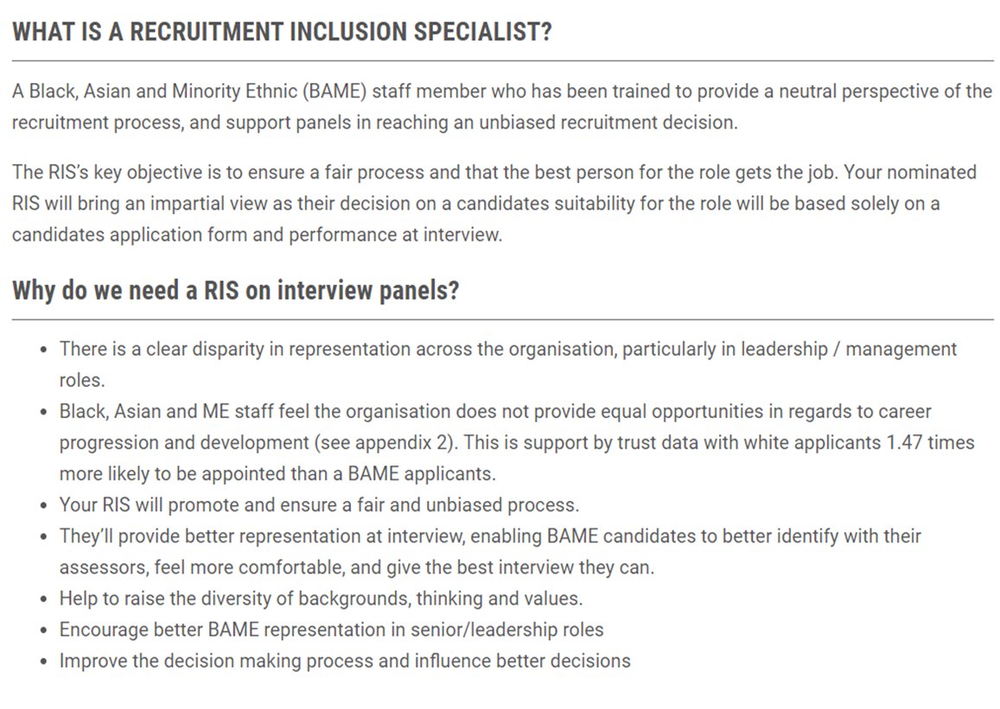 WHAT IS A RECRUITMENT INCLUSION SPECIALIST?
A Black, Asian and Minority Ethnic (BAME) staff member who has been trained to provide a neutral perspective of the
recruitment process, and support panels in reaching an unbiased recruitment decision.
The RIS’s key objective is to ensure a fair process and that the best person for the role gets the job. Your nominated
RIS will bring an impartial view as their decision on a candidates suitability for the role will be based solely on a
candidates application form and performance at interview.
Why do we need a RIS on interview panels?
• There is a clear disparity in representation across the organisation, particularly in leadership / management
roles.
• Black, Asian and ME staff feel the organisation does not provide equal opportunities in regards to career
progression and development (see appendix 2). This is support by trust data with white applicants 1.47 times
more likely to be appointed than a BAME applicants.
• Your RIS will promote and ensure a fair and unbiased process.
• They’ll provide better representation at interview, enabling BAME candidates to better identify with their
assessors, feel more comfortable, and give the best interview they can.
• Help to raise the diversity of backgrounds, thinking and values.
• Encourage better BAME representation in senior/leadership roles
• Improve the decision making process and influence better decisions